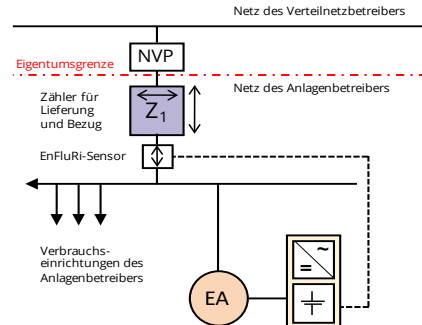 Netz des Verteilnetzbetreibers
NVP
Eigentumsgrenze
Netz des Anlagenbetreibers
Zähler für
Lieferung
und Bezug
Z1
EnFluRi-Sensor
Verbrauchs-
einrichtungen des
Anlagenbetreibers
EA